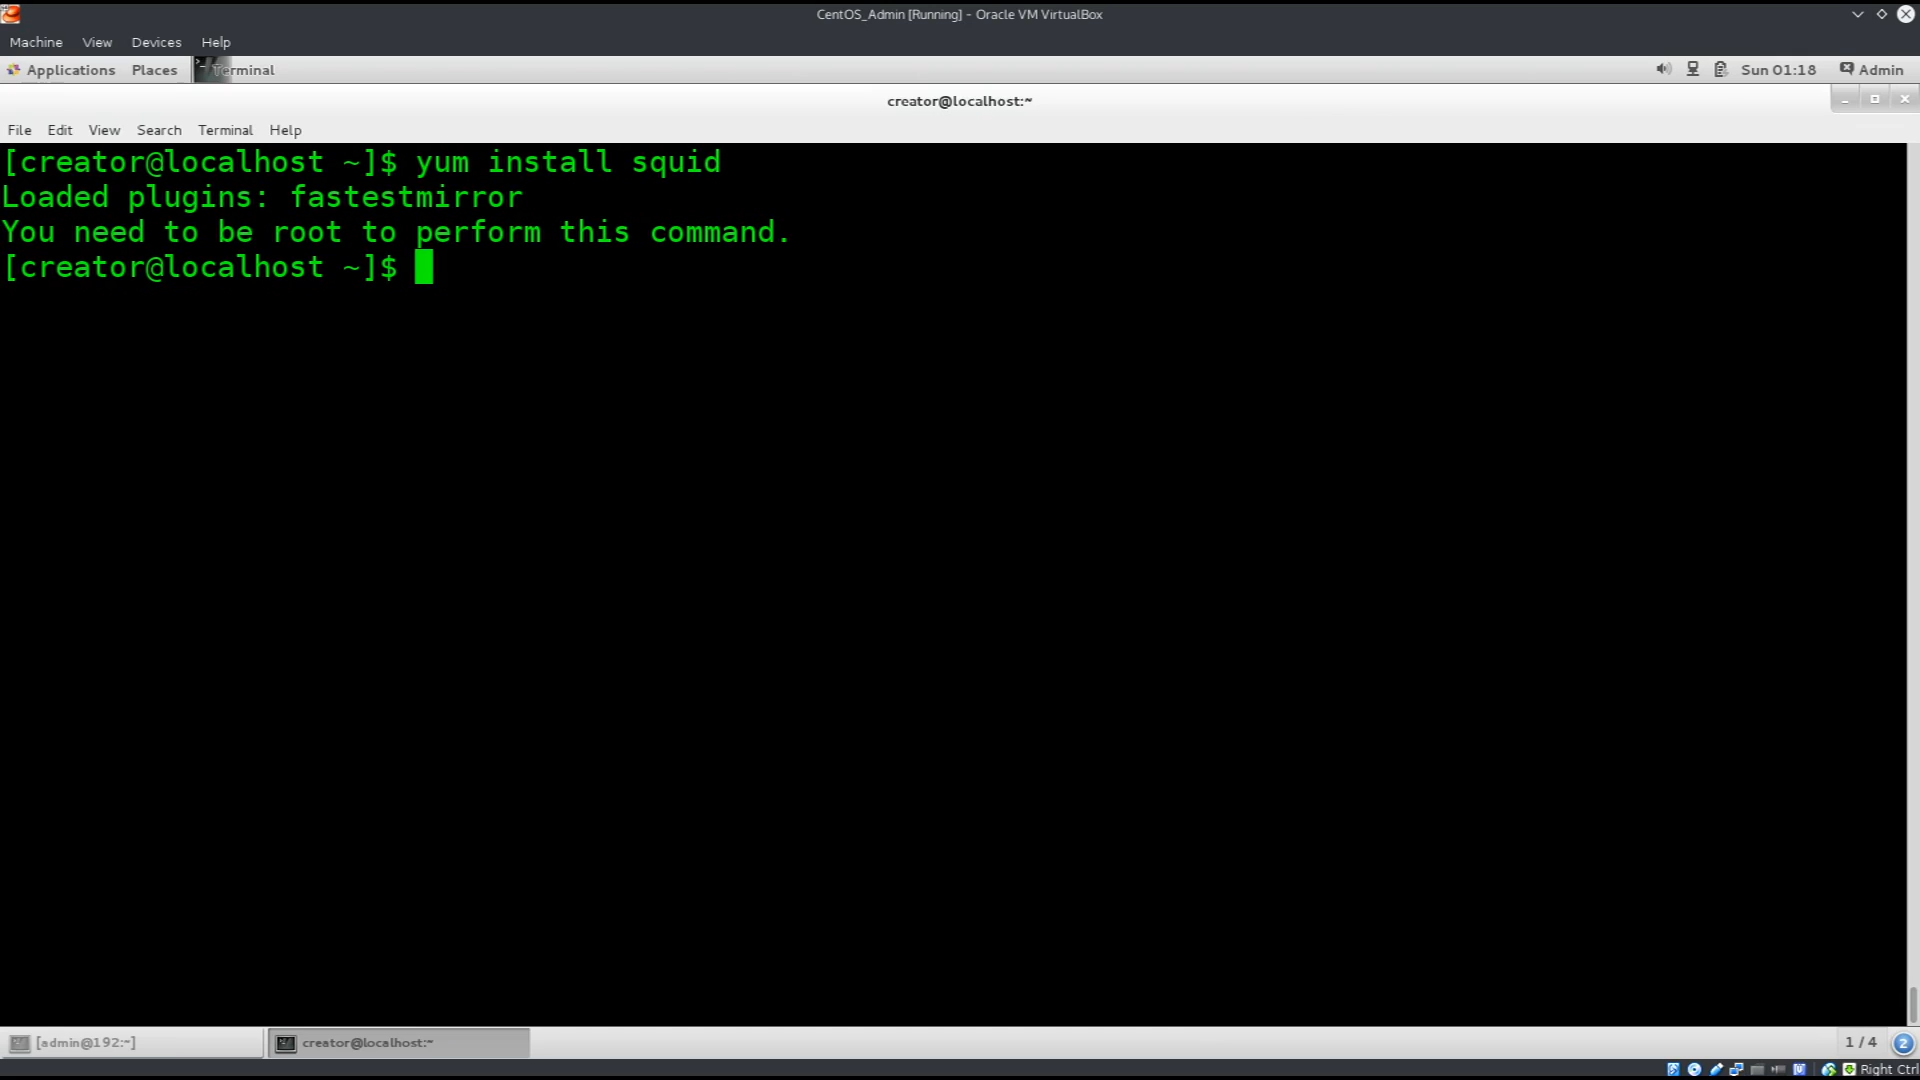 CentOS_Admin [Running] - Oracle VM VirtualBox
Machine View Devices Help
Applications Places Terminal Sun 01:18 Admin
creator@localhost:~
File Edit View Search Terminal Help
[creator@localhost ~]$ yum install squid
Loaded plugins: fastestmirror
You need to be root to perform this command.
[creator@localhost ~]$
[admin@192:~] creator@localhost:~ 1 / 4 2
Right Ctrl